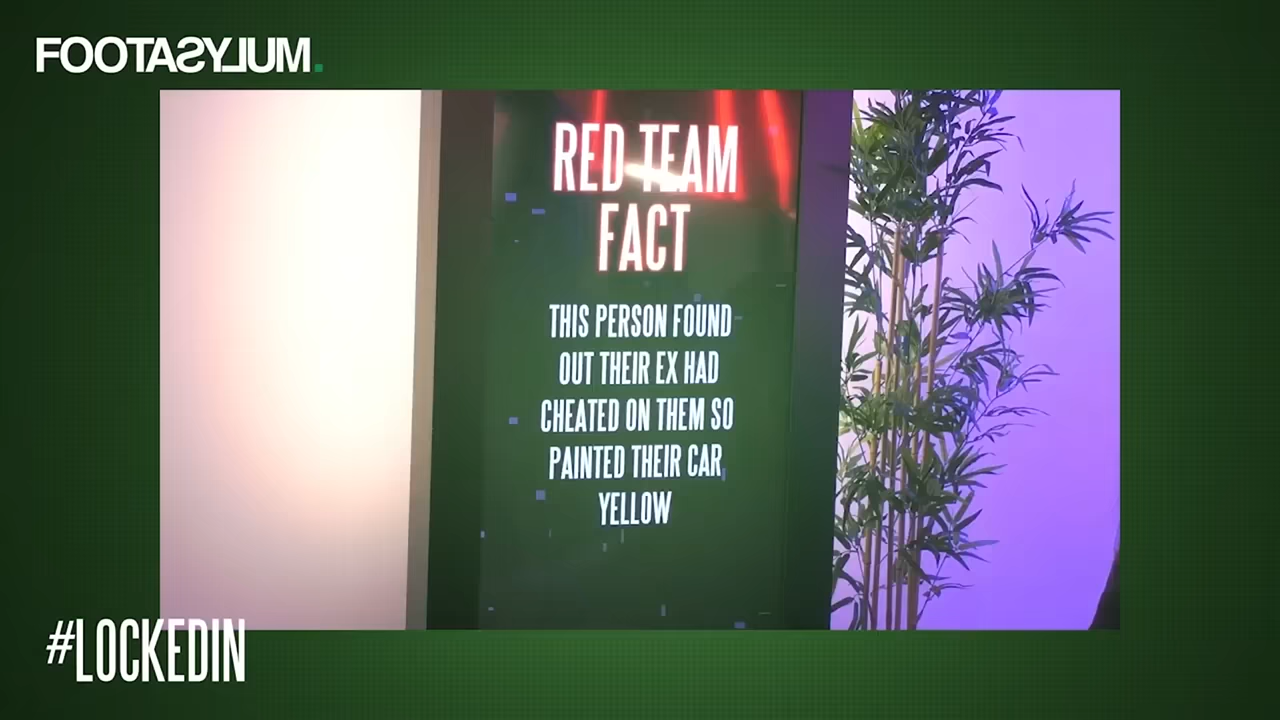 FOOTASYLUM.
RED TEAM
FACT
THIS PERSON FOUND
OUT THEIR EX HAD
CHEATED ON THEM SO
PAINTED THEIR CAR
YELLOW
#LOCKEDIN